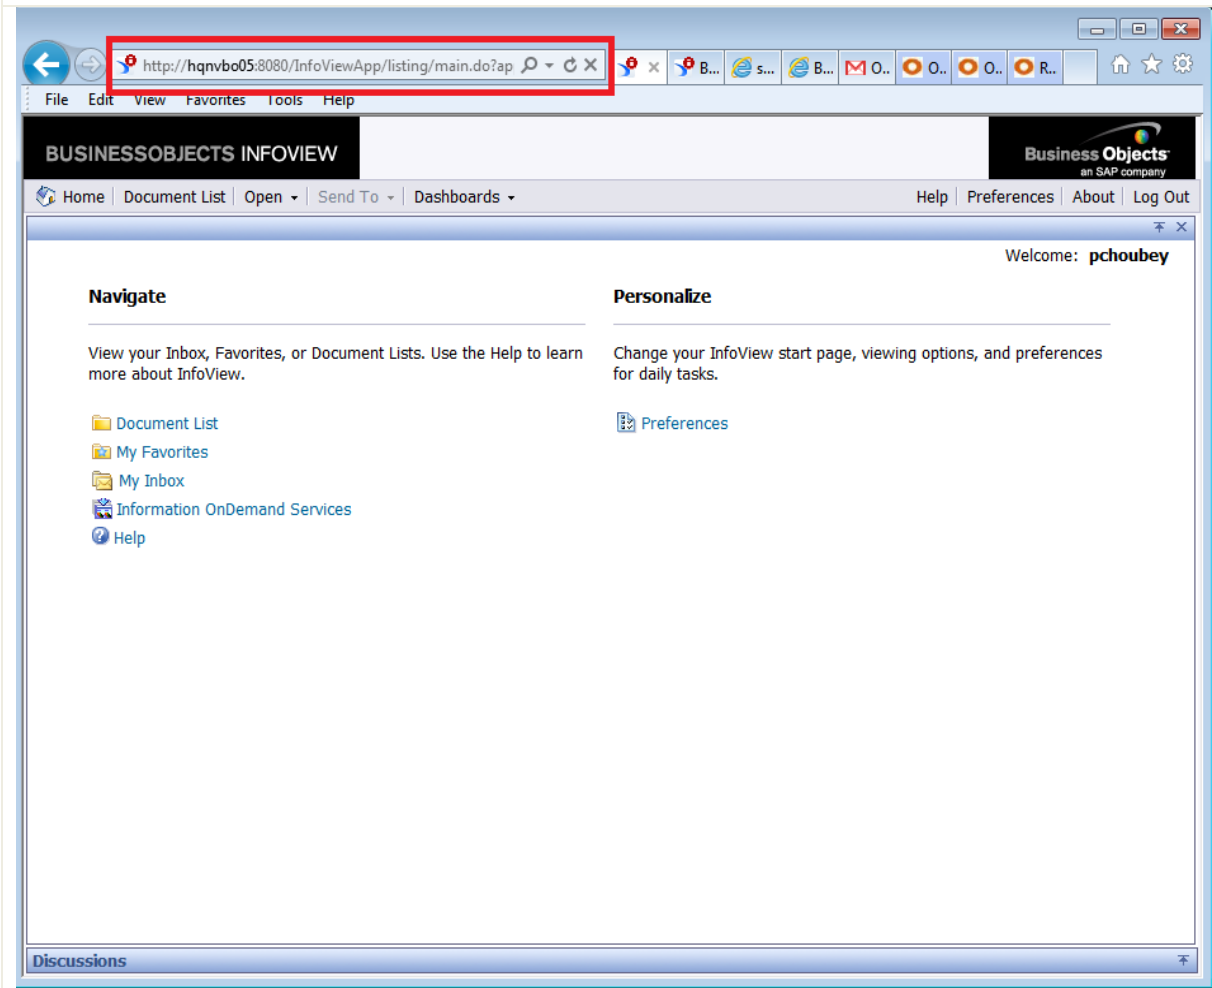 http://hqnvbo05:8080/InfoViewApp/listing/main.do?ap
B... s... B... O.. O.. O.. R..
File Edit View Favorites Tools Help
BUSINESSOBJECTS INFOVIEW
Business Objects
an SAP company
Home Document List Open Send To Dashboards Help Preferences About Log Out
Welcome: pchoubey
Navigate
View your Inbox, Favorites, or Document Lists. Use the Help to learn
more about InfoView.
Document List
My Favorites
My Inbox
Information OnDemand Services
Help
Personalize
Change your InfoView start page, viewing options, and preferences
for daily tasks.
Preferences
Discussions